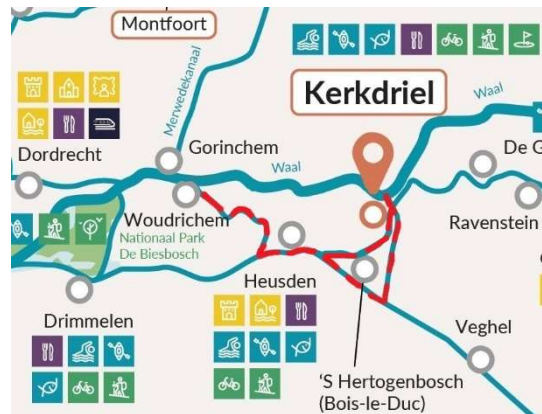 Montfoort
Kerkdriel
Waal
Merwedekanaal
Dordrecht
Gorinchem
Waal
De G
Woudrichem
Nationaal Park
De Biesbosch
Ravenstein
Heusden
Drimmelen
Veghel
'S Hertogenbosch
(Bois-le-Duc)